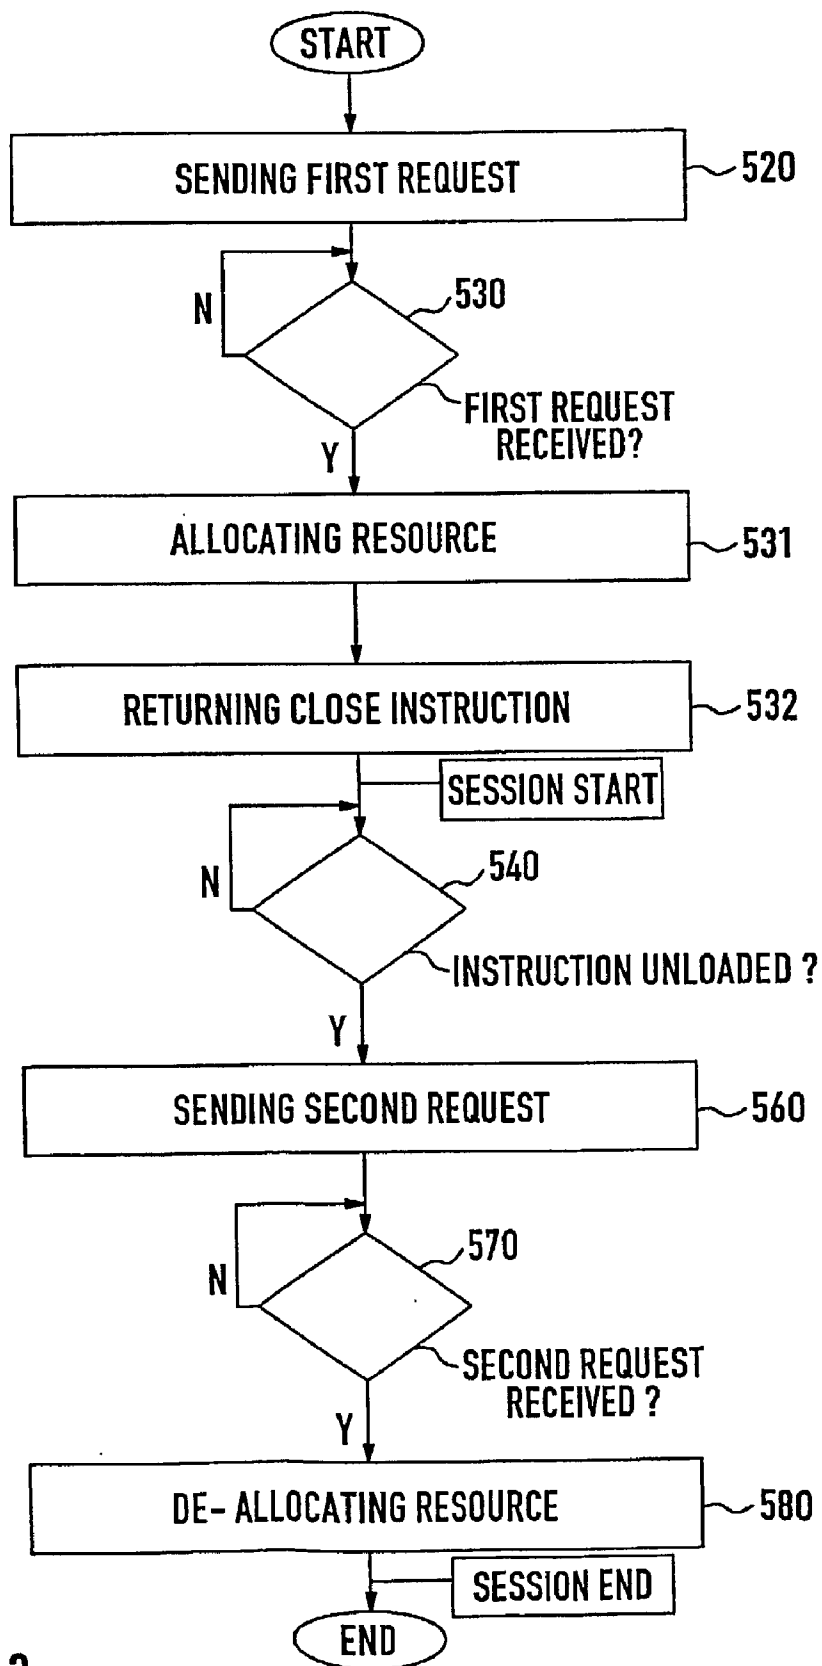 START
SENDING FIRST REQUEST
520
N
530
FIRST REQUEST
RECEIVED?
Y
ALLOCATING RESOURCE
531
RETURNING CLOSE INSTRUCTION
532
SESSION START
N
540
INSTRUCTION UNLOADED ?
Y
SENDING SECOND REQUEST
560
N
570
SECOND REQUEST
RECEIVED ?
Y
DE- ALLOCATING RESOURCE
580
SESSION END
END